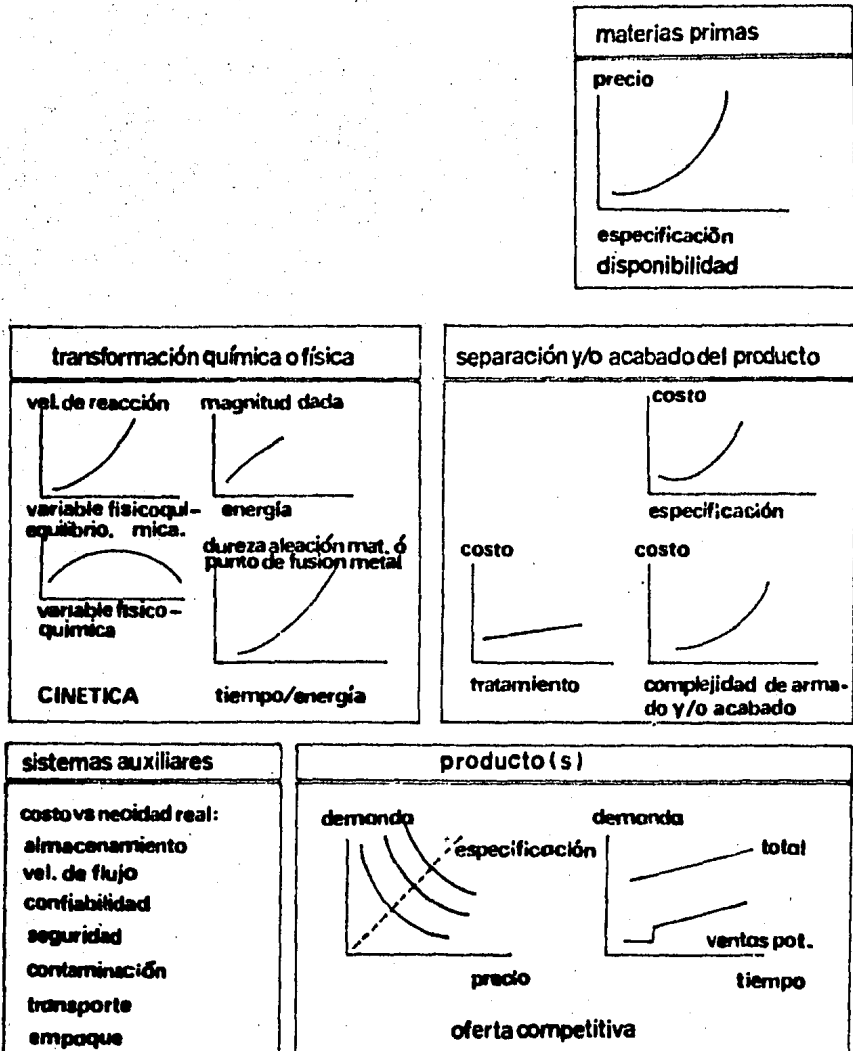 materias primas
precio
especificación
disponibilidad
transformación química o física
vel. de reacción
magnitud dada
variable fisicoquí-
equilibrio. mica.
energía
dureza aleación mat. ó
punto de fusion metal
variable fisico-
quimica
CINETICA
tiempo/energía
separación y/o acabado del producto
costo
especificación
costo
costo
tratamiento
complejidad de arma-
do y/o acabado
sistemas auxiliares
costo vs necidad real:
almacenamiento
vel. de flujo
confiabilidad
seguridad
contaminación
transporte
empaque
producto(s)
demanda
especificación
precio
demanda
total
ventas pot.
tiempo
oferta competitiva